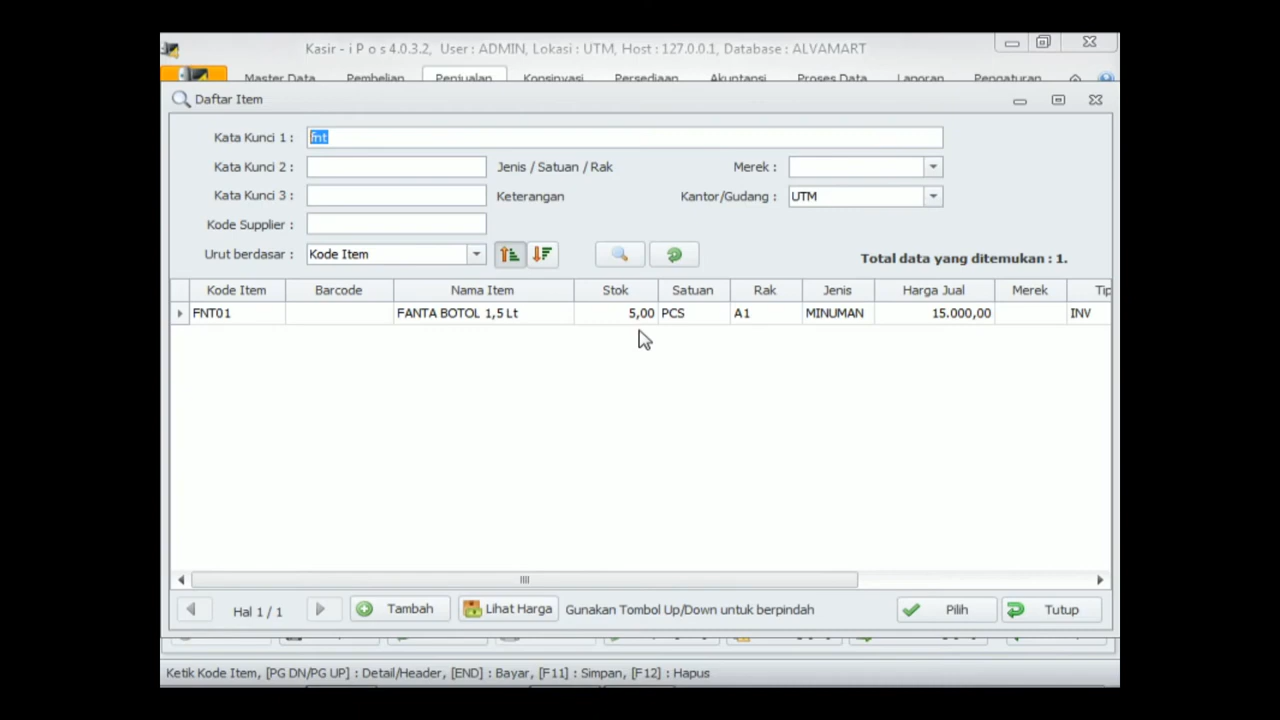 Kasir - i P o s 4.0.3.2, User : ADMIN, Lokasi : UTM, Host : 127.0.0.1, Database : ALVAMART
Master Data Pembelian Penjualan Konsinyasi Persediaan Akuntansi Proses Data Laporan Pengaturan
Daftar Item
Kata Kunci 1 : fnt
Kata Kunci 2 : Jenis / Satuan / Rak Merek :
Kata Kunci 3 : Keterangan Kantor/Gudang : UTM
Kode Supplier :
Urut berdasar : Kode Item Total data yang ditemukan : 1.
Kode Item Barcode Nama Item Stok Satuan Rak Jenis Harga Jual Merek Tip
FNT01 FANTA BOTOL 1,5 Lt 5,00 PCS A1 MINUMAN 15.000,00 INV
Hal 1 / 1 Tambah Lihat Harga Gunakan Tombol Up/Down untuk berpindah Pilih Tutup
Ketik Kode Item, [PG DN/PG UP] : Detail/Header, [END] : Bayar, [F11] : Simpan, [F12] : Hapus